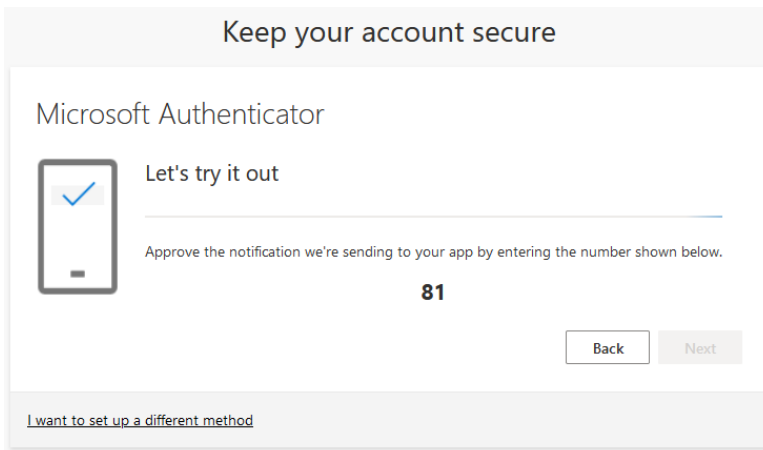 Keep your account secure
Microsoft Authenticator
Let's try it out
Approve the notification we're sending to your app by entering the number shown below.
81
Back
Next
I want to set up a different method